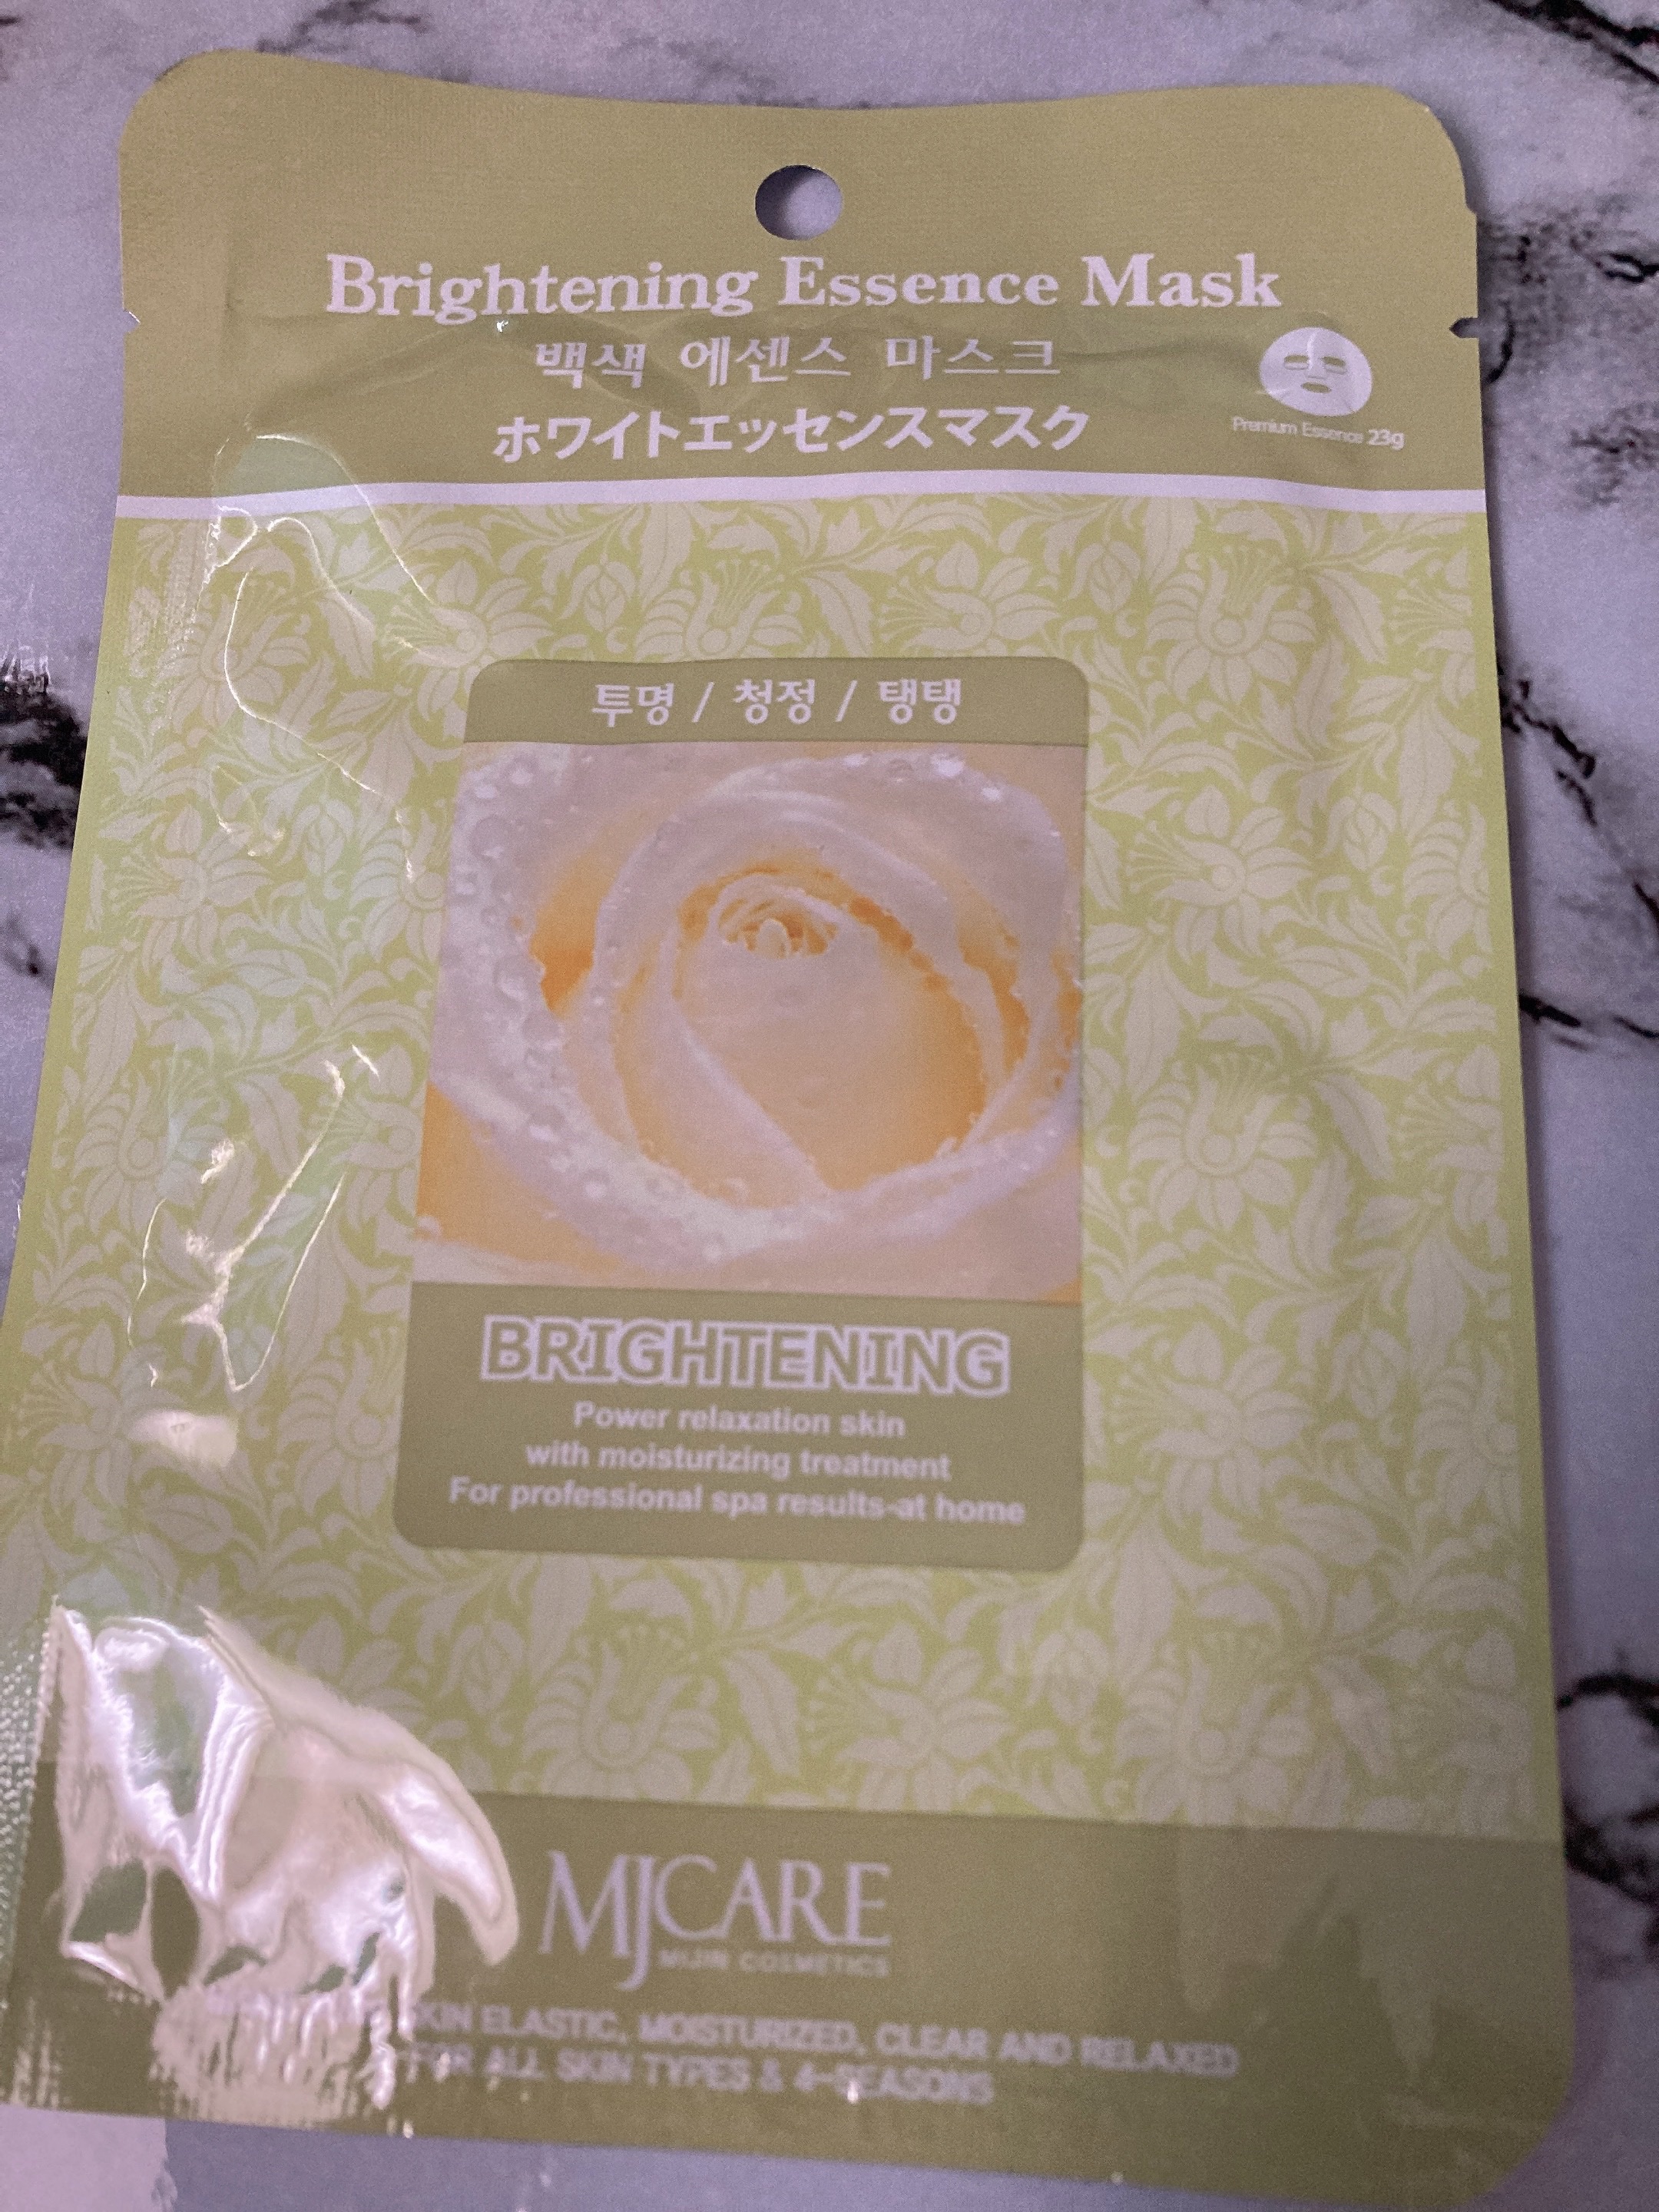 Brightening Essence Mask
백색 에센스 마스크
ホワイトエッセンスマスク
Premium Essence 23g
투명 / 청정 / 탱탱
BRIGHTENING
Power relaxation skin
with moisturizing treatment
For professional spa results-at home
MJCARE
MIJIN COSMETICS
ELASTIC, MOISTURIZED, CLEAR AND RELAXED
FOR ALL SKIN TYPES & 4-SEASONS